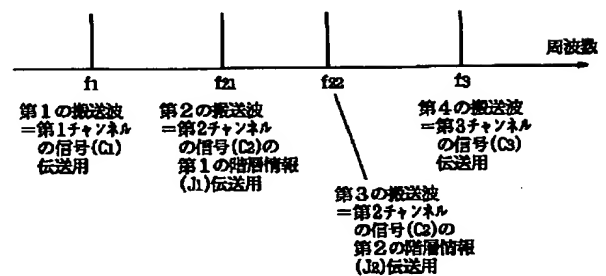 周波数
f1
f21
f22
f3
第1の搬送波
=第1チャンネル
の信号(C1)
伝送用
第2の搬送波
=第2チャンネル
の信号(C2)の
第1の階層情報
(J1)伝送用
第4の搬送波
=第3チャンネル
の信号(C3)
伝送用
第3の搬送波
=第2チャンネル
の信号(C2)の
第2の階層情報
(J2)伝送用